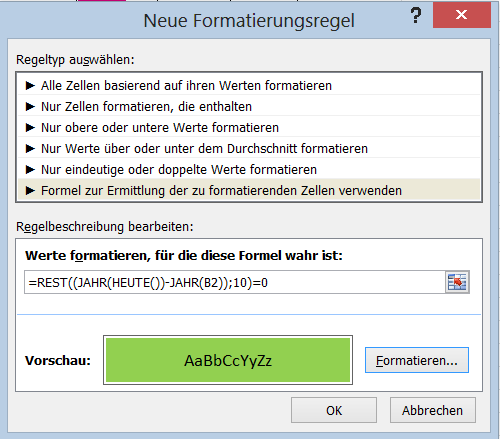 Neue Formatierungsregel
?
Regeltyp auswählen:
► Alle Zellen basierend auf ihren Werten formatieren
► Nur Zellen formatieren, die enthalten
► Nur obere oder untere Werte formatieren
► Nur Werte über oder unter dem Durchschnitt formatieren
► Nur eindeutige oder doppelte Werte formatieren
► Formel zur Ermittlung der zu formatierenden Zellen verwenden
Regelbeschreibung bearbeiten:
Werte formatieren, für die diese Formel wahr ist:
=REST((JAHR(HEUTE())-JAHR(B2));10)=0
Vorschau:
AaBbCcYyZz
Formatieren...
OK
Abbrechen